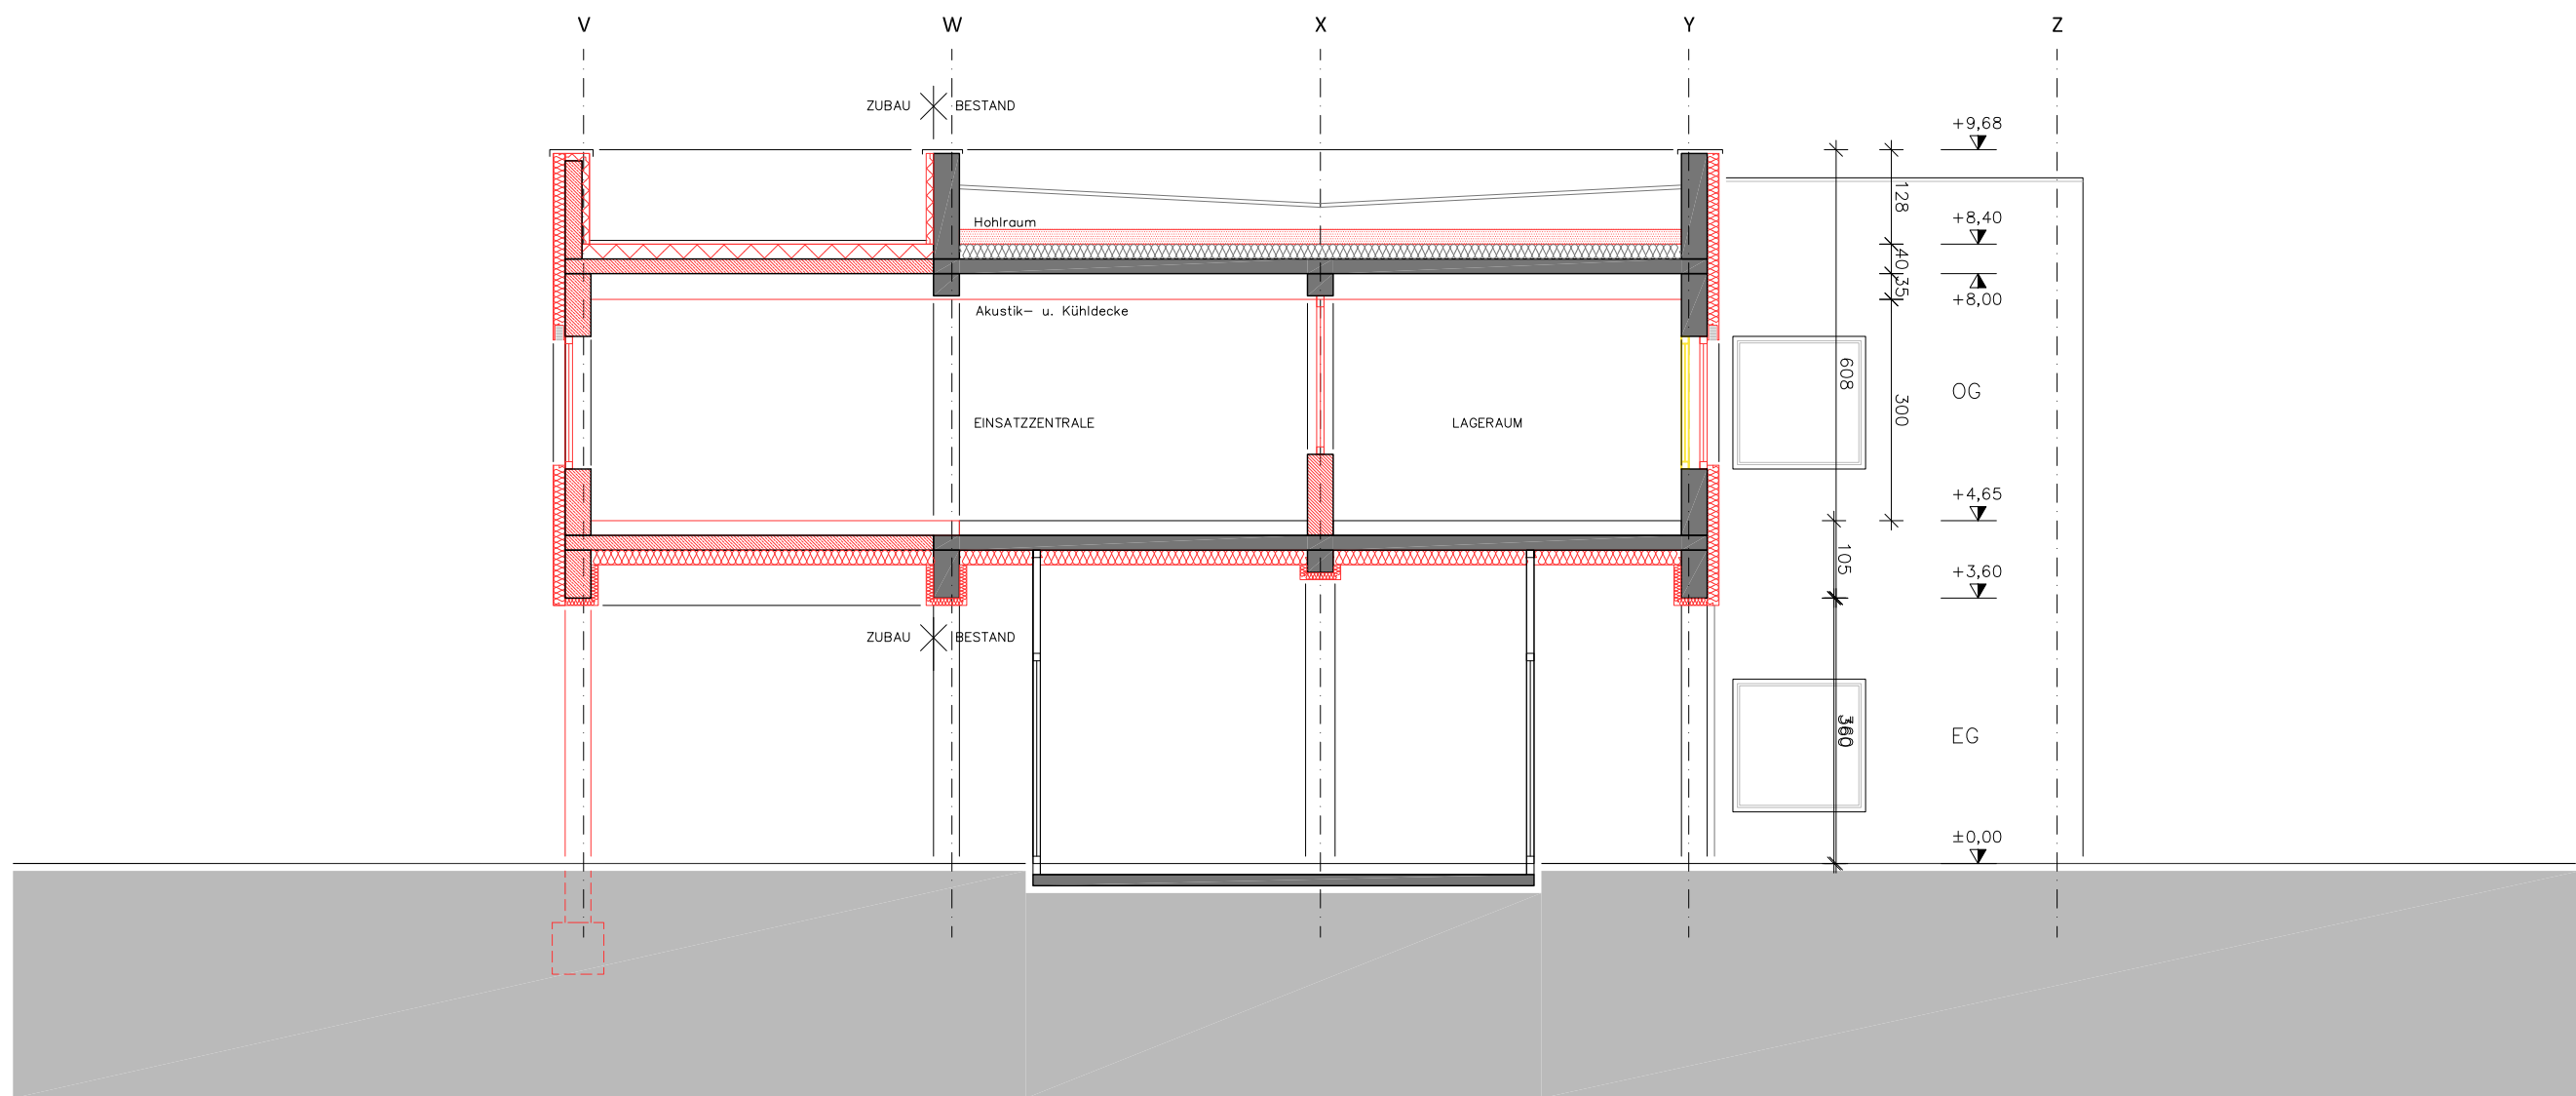 V W X Y Z
ZUBAU BESTAND
+9,68
128
+8,40
Hohlraum
40
35
+8,00
Akustik- u. Kühldecke
608
OG
300
EINSATZZENTRALE
LAGERAUM
+4,65
105
+3,60
ZUBAU BESTAND
360
EG
±0,00